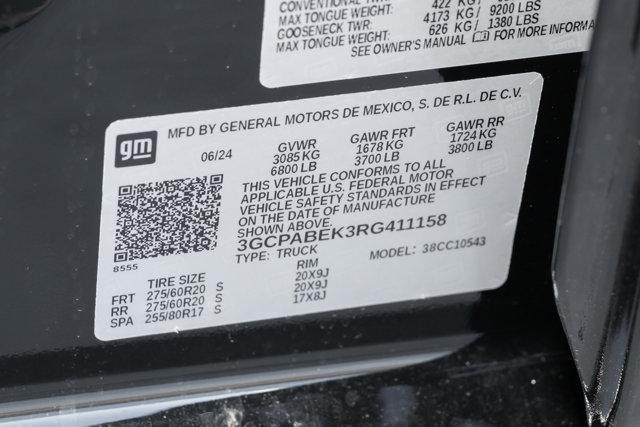 CONVENTIONAL TWR:
MAX TONGUE WEIGHT: 422 KG /
GOOSENECK TWR: 4173 KG / 9200 LBS
MAX TONGUE WEIGHT: 626 KG / 1380 LBS
SEE OWNER'S MANUAL FOR MORE INFORMA
gm
MFD BY GENERAL MOTORS DE MEXICO, S. DE R.L. DE C.V.
06/24 GVWR GAWR FRT GAWR RR
3085 KG 1678 KG 1724 KG
6800 LB 3700 LB 3800 LB
THIS VEHICLE CONFORMS TO ALL
APPLICABLE U.S. FEDERAL MOTOR
VEHICLE SAFETY STANDARDS IN EFFECT
ON THE DATE OF MANUFACTURE
SHOWN ABOVE.
3GCPABEK3RG411158
8555 TYPE: TRUCK MODEL: 38CC10543
TIRE SIZE RIM
FRT 275/60R20 S 20X9J
RR 275/60R20 S 20X9J
SPA 255/80R17 S 17X8J